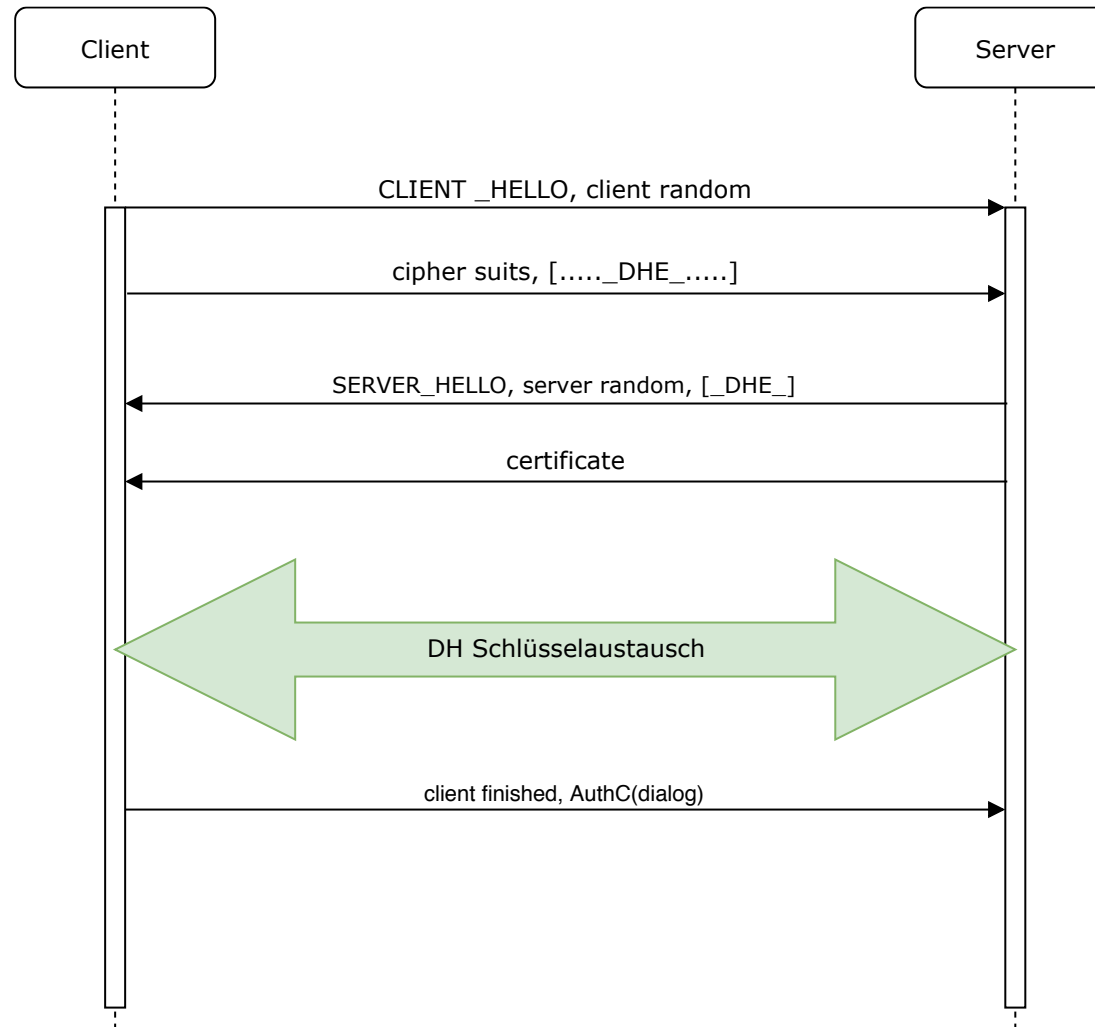 Client
Server
CLIENT _HELLO, client random
cipher suits, [....._DHE_.....]
SERVER_HELLO, server random, [_DHE_]
certificate
DH Schlüsselaustausch
client finished, AuthC(dialog)